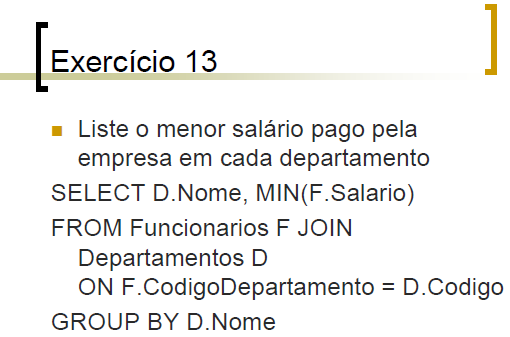 Exercício 13
Liste o menor salário pago pela
empresa em cada departamento
SELECT D.Nome, MIN(F.Salario)
FROM Funcionarios F JOIN
Departamentos D
ON F.CodigoDepartamento = D.Codigo
GROUP BY D.Nome